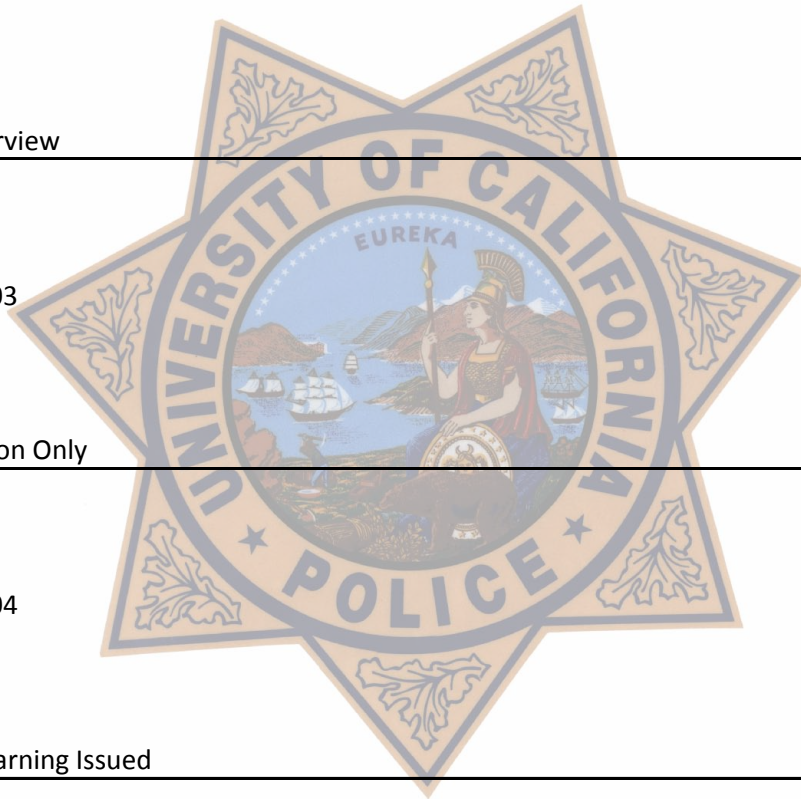 rview
UNIVERSITY OF CALIFORNIA
EUREKA
03
on Only
04
POLICE
arning Issued